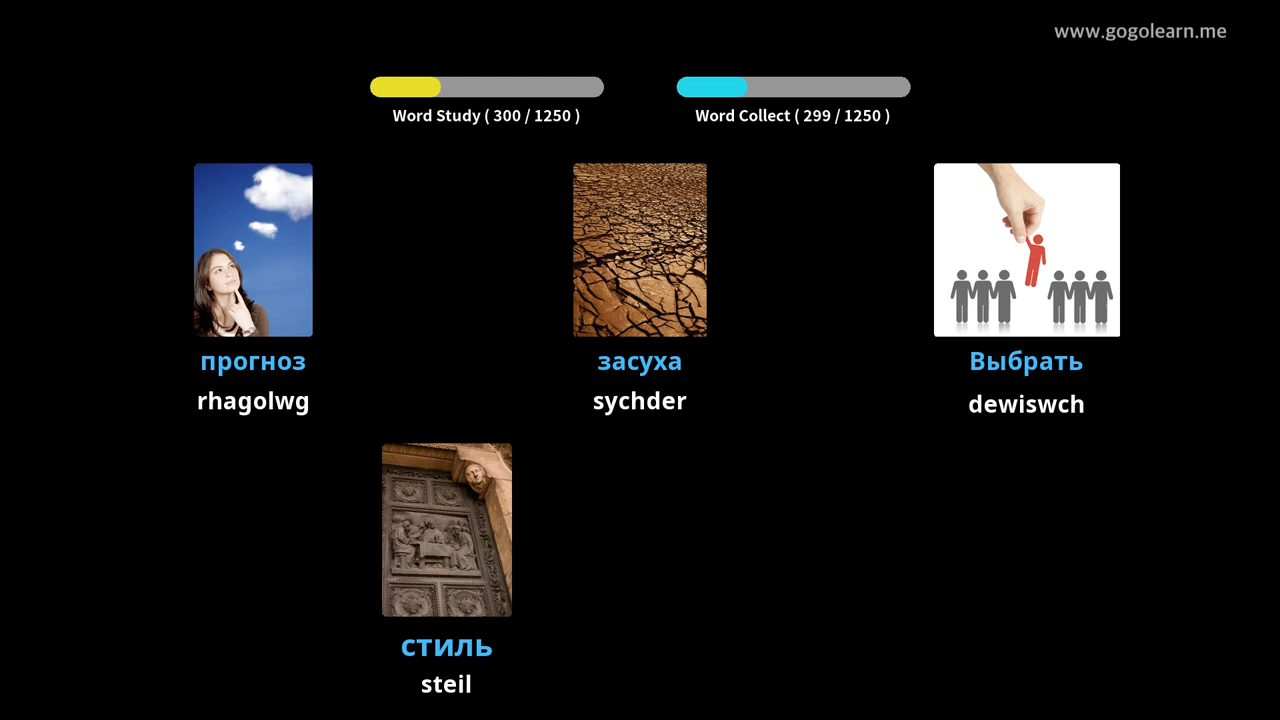 www.gogolearn.me
Word Study ( 300 / 1250 )
Word Collect ( 299 / 1250 )
прогноз
rhagolwg
засуха
sychder
Выбрать
dewiswch
стиль
steil